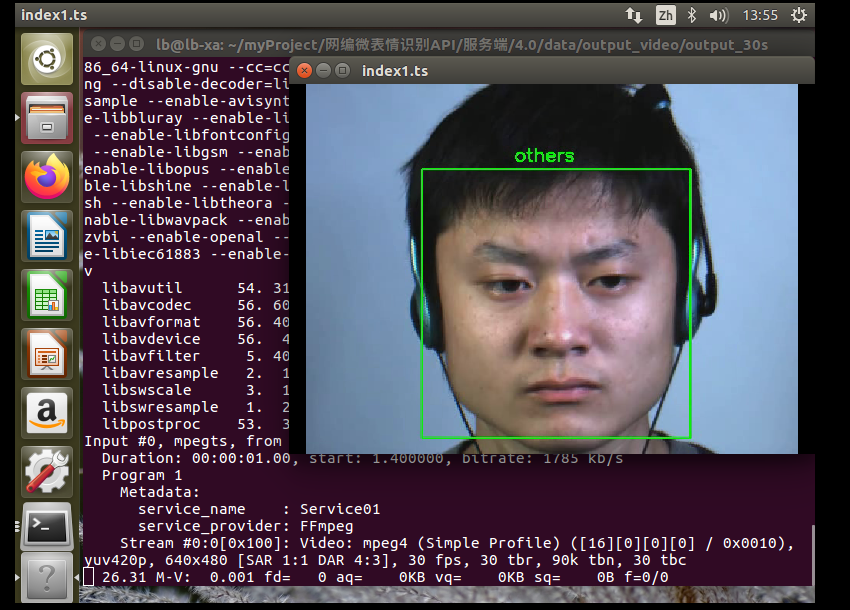 index1.ts
Zh
13:55
lb@lb-xa: ~/myProject/网编微表情识别API/服务端/4.0/data/output_video/output_30s
index1.ts
86_64-linux-gnu --cc=cc
ng --disable-decoder=li
sample --enable-avisynt
e-libbluray --enable-li
--enable-libfontconfig
--enable-libgsm --enab
enable-libopus --enable
ble-libshine --enable-l
sh --enable-libtheora -
nable-libwavpack --enab
zvbi --enable-openal --
e-libiec61883 --enable-
v
libavutil 54. 31
libavcodec 56. 60
libavformat 56. 40
libavdevice 56. 4
libavfilter 5. 40
libavresample 2. 1
libswscale 3. 1
libswresample 1. 2
libpostproc 53. 3
Input #0, mpegts, from
Duration: 00:00:01.00, start: 1.400000, bitrate: 1785 kb/s
Program 1
Metadata:
service_name : Service01
service_provider: FFmpeg
Stream #0:0[0x100]: Video: mpeg4 (Simple Profile) ([16][0][0][0] / 0x0010),
yuv420p, 640x480 [SAR 1:1 DAR 4:3], 30 fps, 30 tbr, 90k tbn, 30 tbc
26.31 M-V: 0.001 fd= 0 aq= 0KB vq= 0KB sq= 0B f=0/0
others
a
>_
?